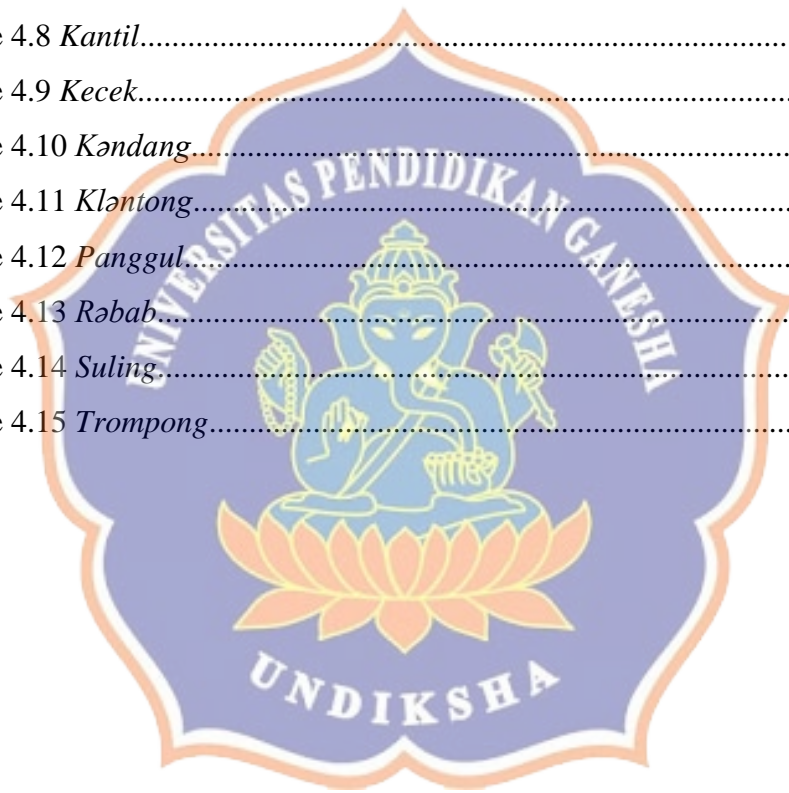 e 4.8 Kantil..........................................................................................
e 4.9 Kecek..........................................................................................
e 4.10 Kəndang.................................................................................
e 4.11 Kləntong.................................................................................
e 4.12 Panggul..................................................................................
e 4.13 Rəbab.....................................................................................
e 4.14 Suling.....................................................................................
e 4.15 Trompong..............................................................................
UNIVERSITAS PENDIDIKAN GANESHA
UNDIKSHA